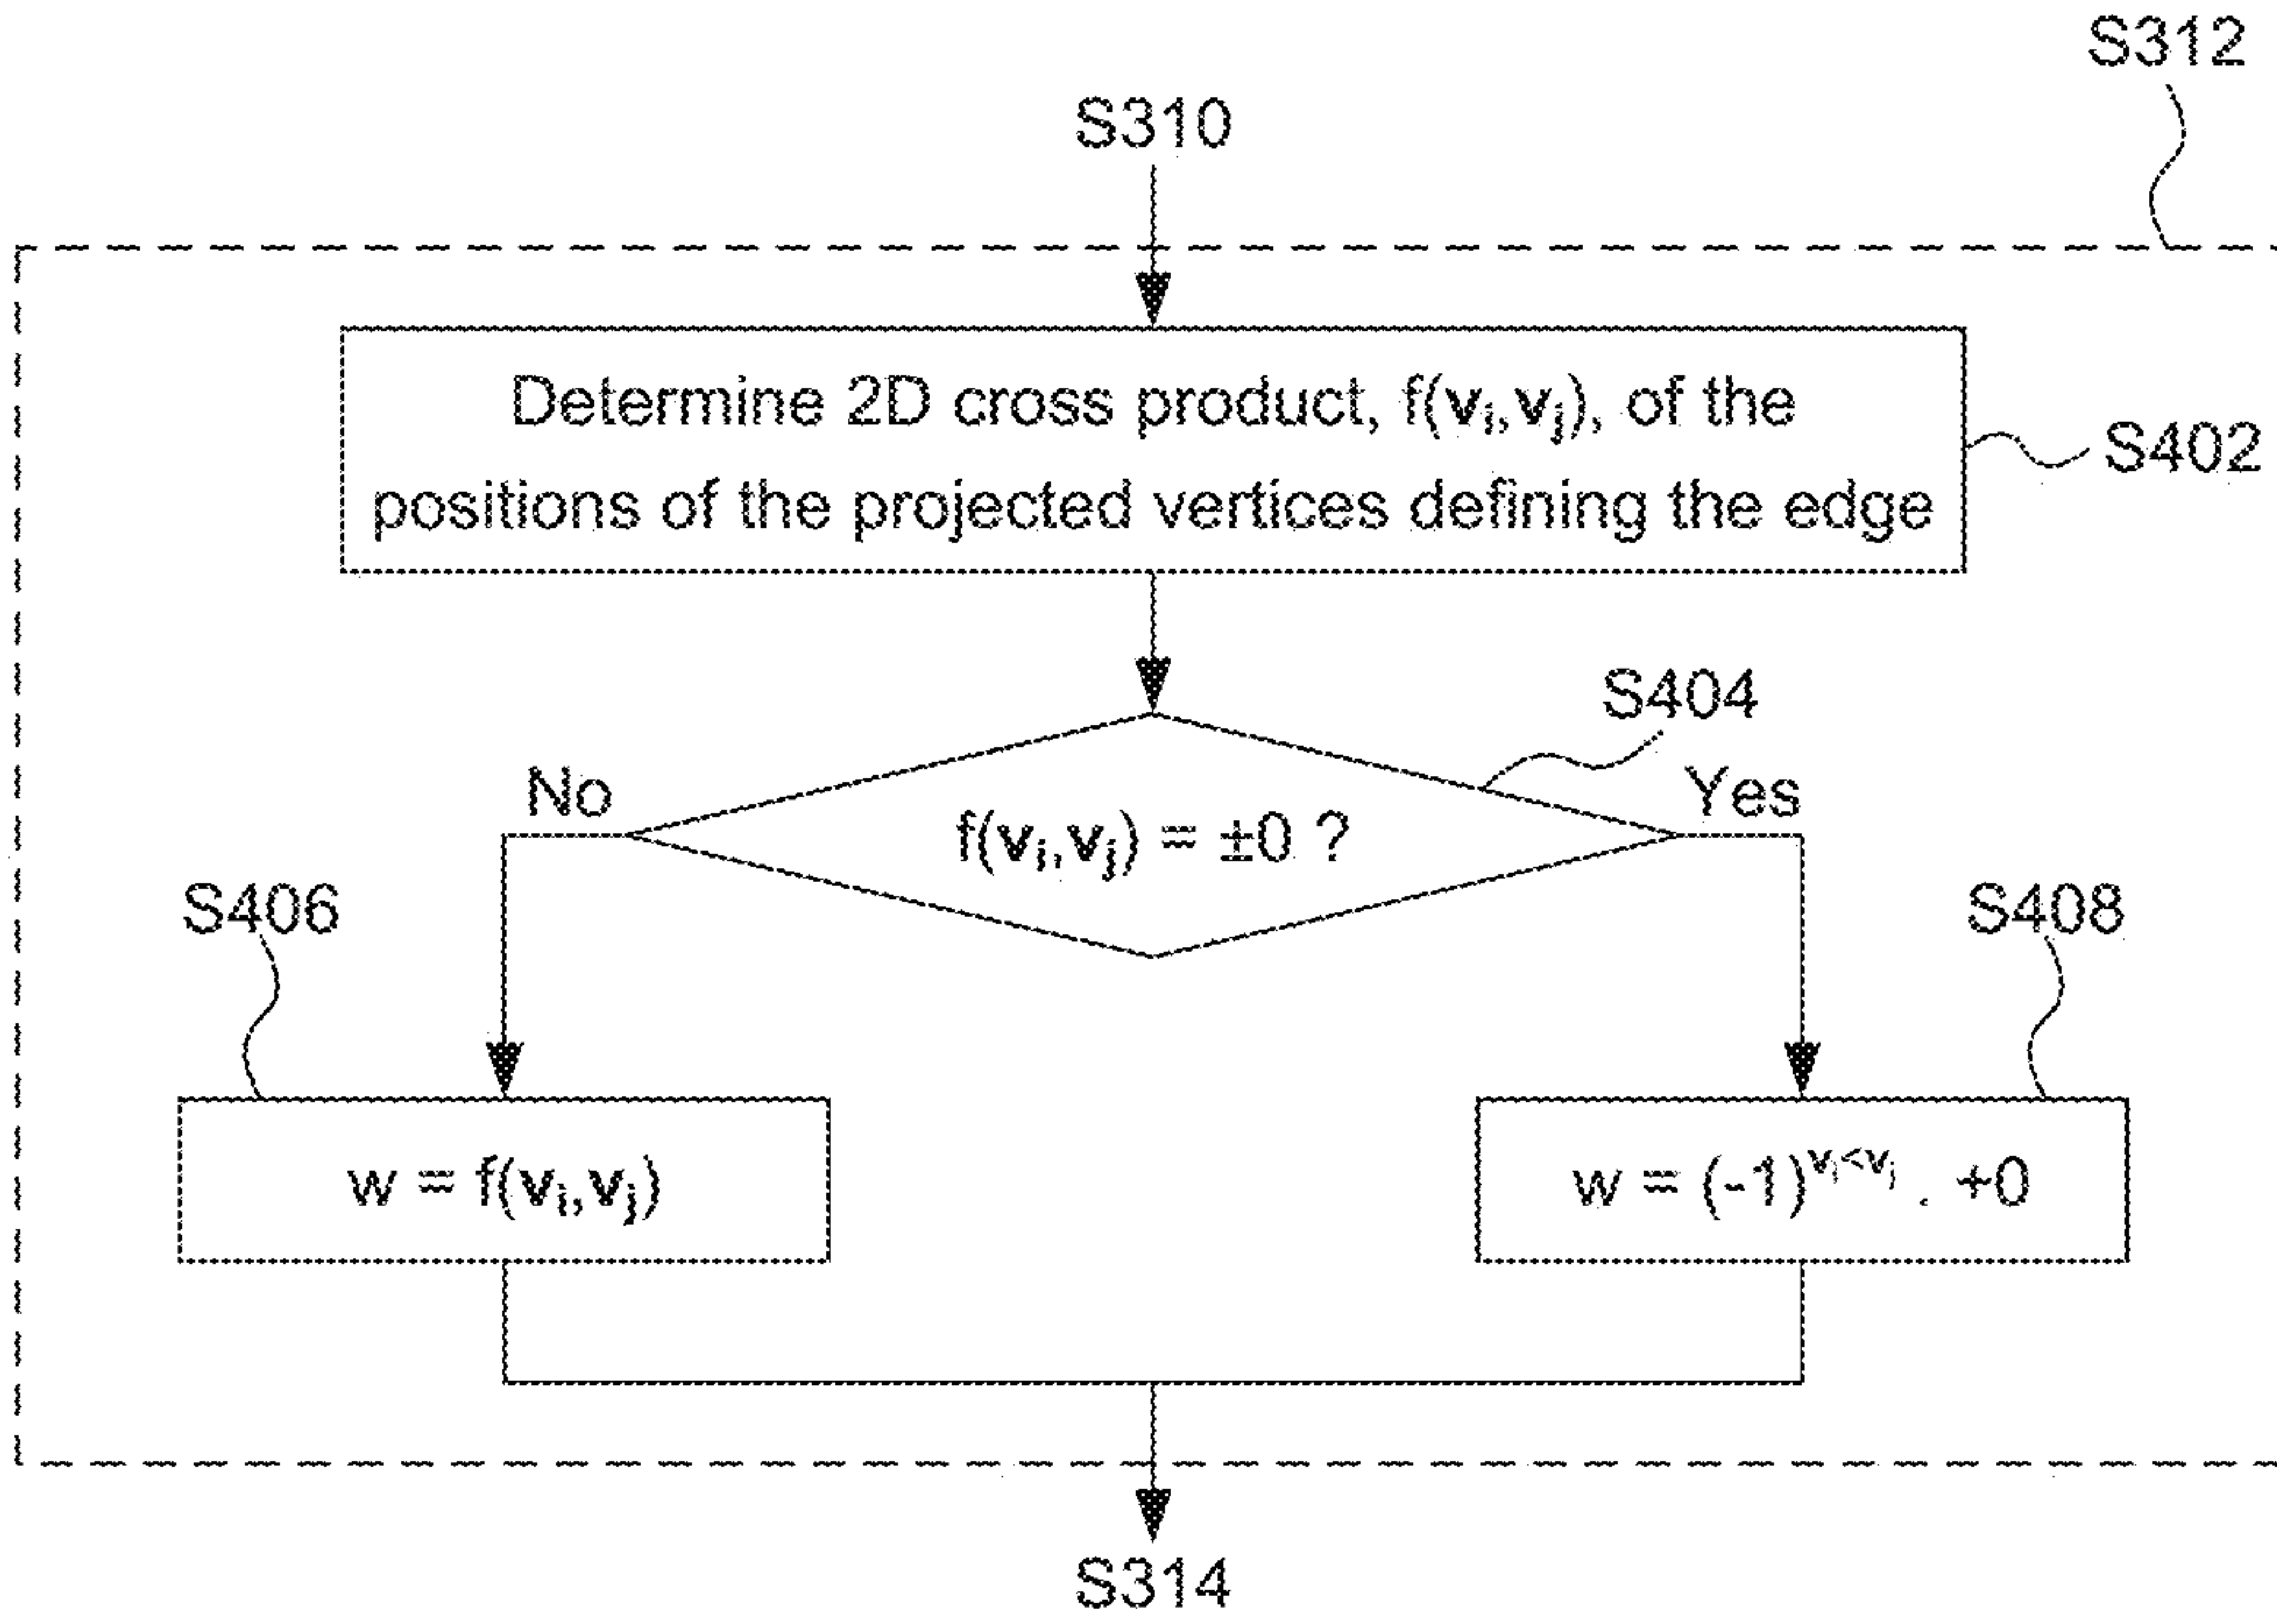 S312
S310
Determine 2D cross product, f(vᵢ,vⱼ), of the
positions of the projected vertices defining the edge
S402
S404
No
Yes
f(vᵢ,vⱼ) = ±0 ?
S406
S408
w = f(vᵢ,vⱼ)
w = (-1)^{vᵢ<vⱼ} . +0
S314